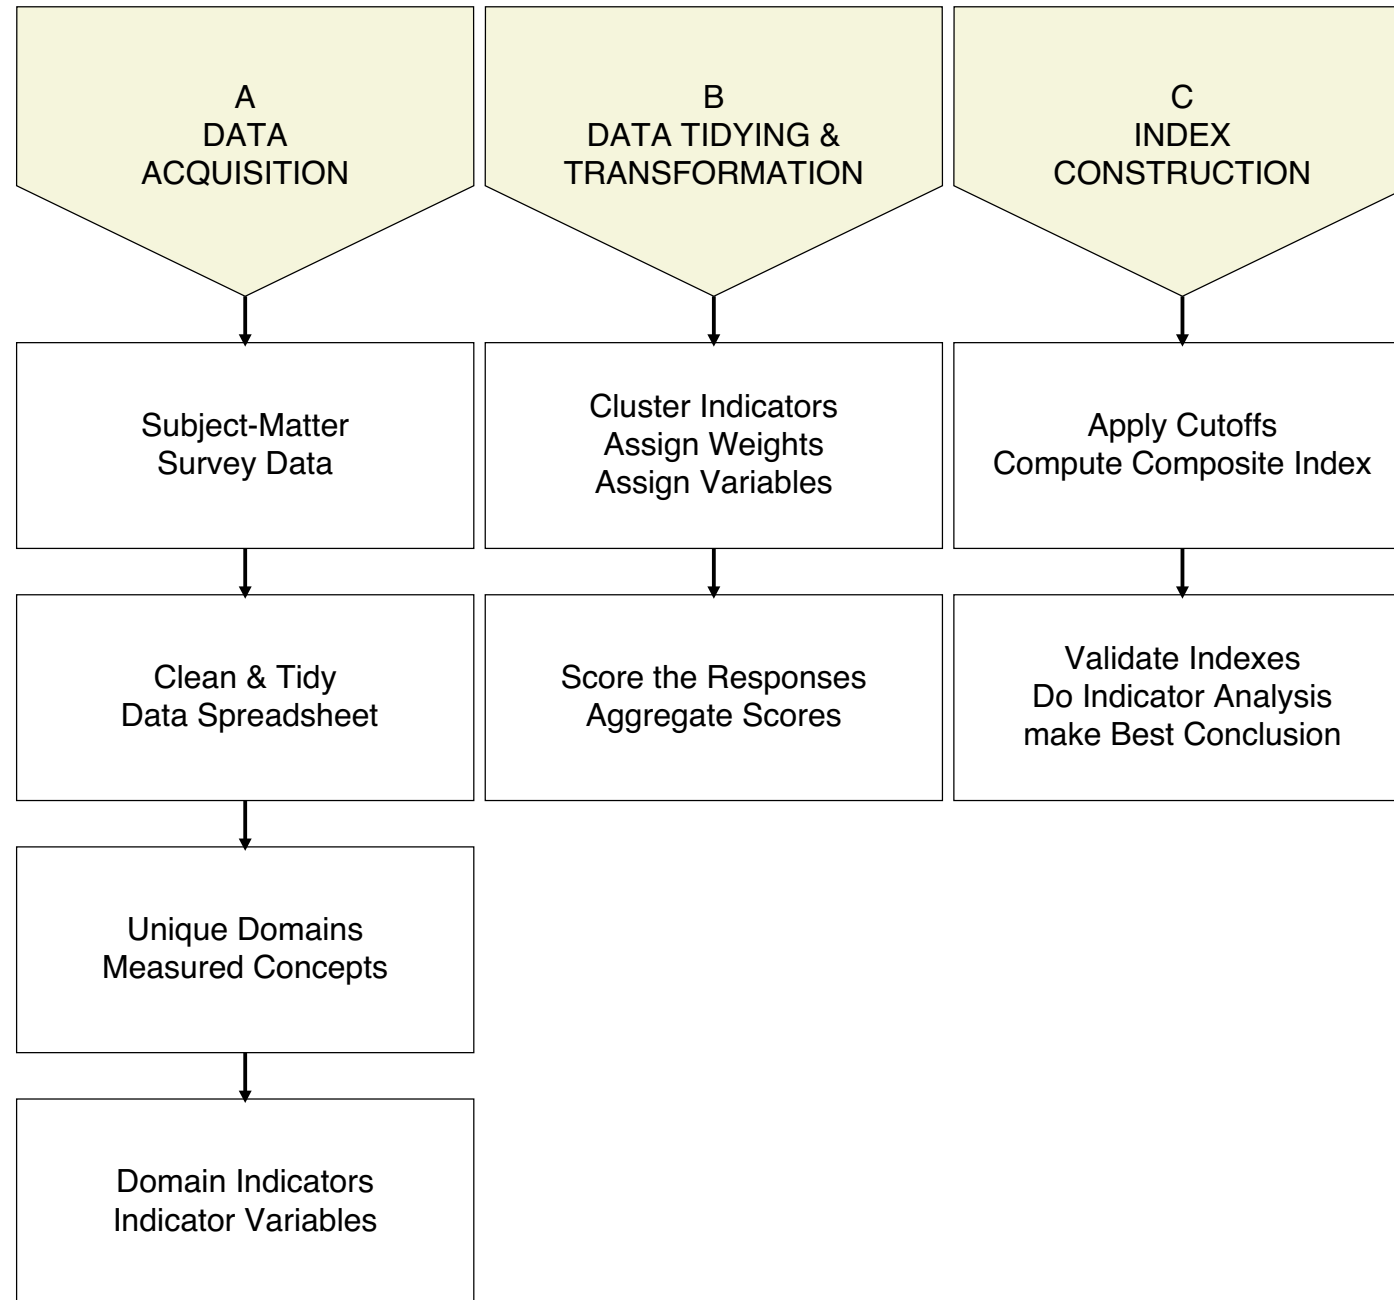 A
DATA
ACQUISITION
Subject-Matter
Survey Data
Clean & Tidy
Data Spreadsheet
Unique Domains
Measured Concepts
Domain Indicators
Indicator Variables
B
DATA TIDYING &
TRANSFORMATION
Cluster Indicators
Assign Weights
Assign Variables
Score the Responses
Aggregate Scores
C
INDEX
CONSTRUCTION
Apply Cutoffs
Compute Composite Index
Validate Indexes
Do Indicator Analysis
make Best Conclusion